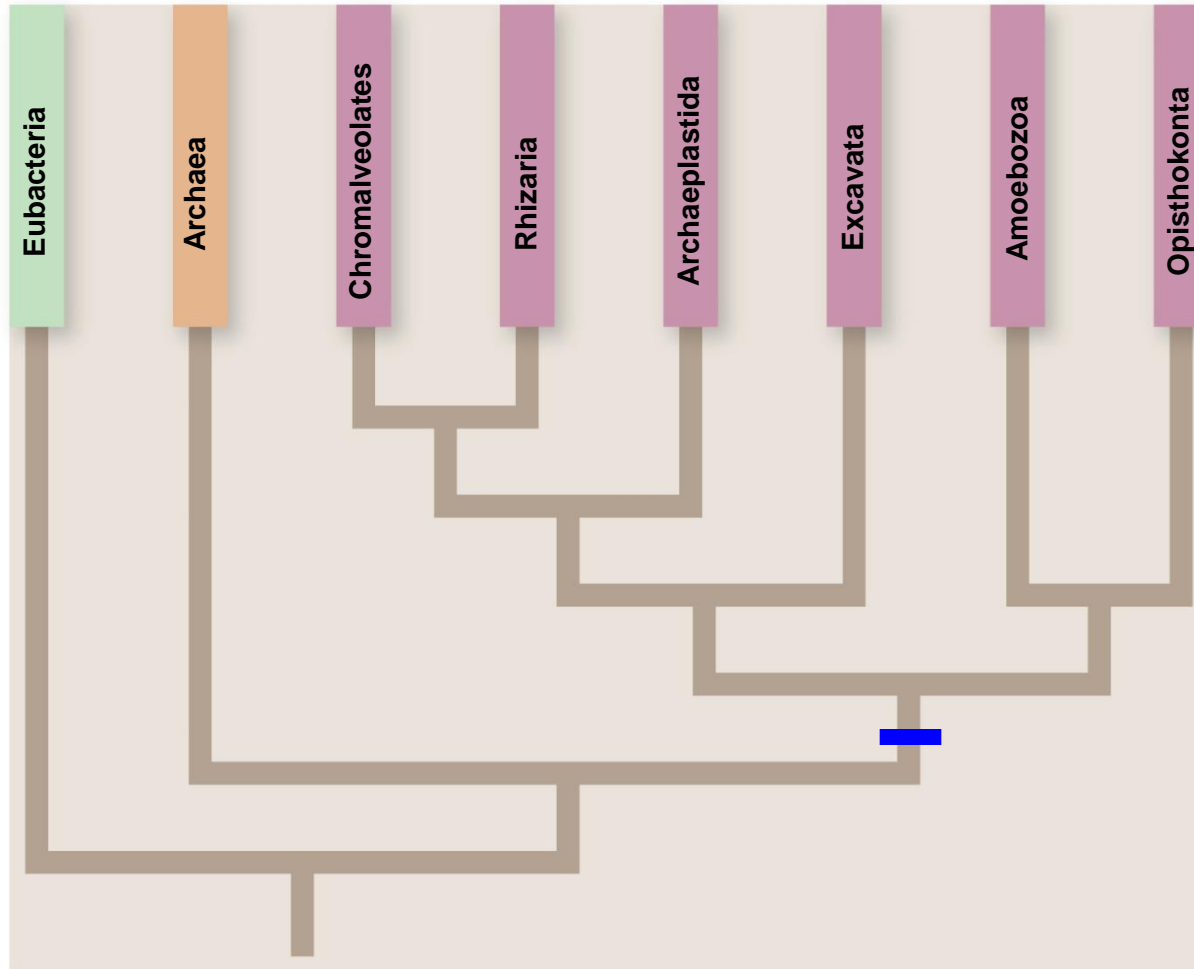 Eubacteria
Archaea
Chromalveolates
Rhizaria
Archaeplastida
Excavata
Amoebozoa
Opisthokonta